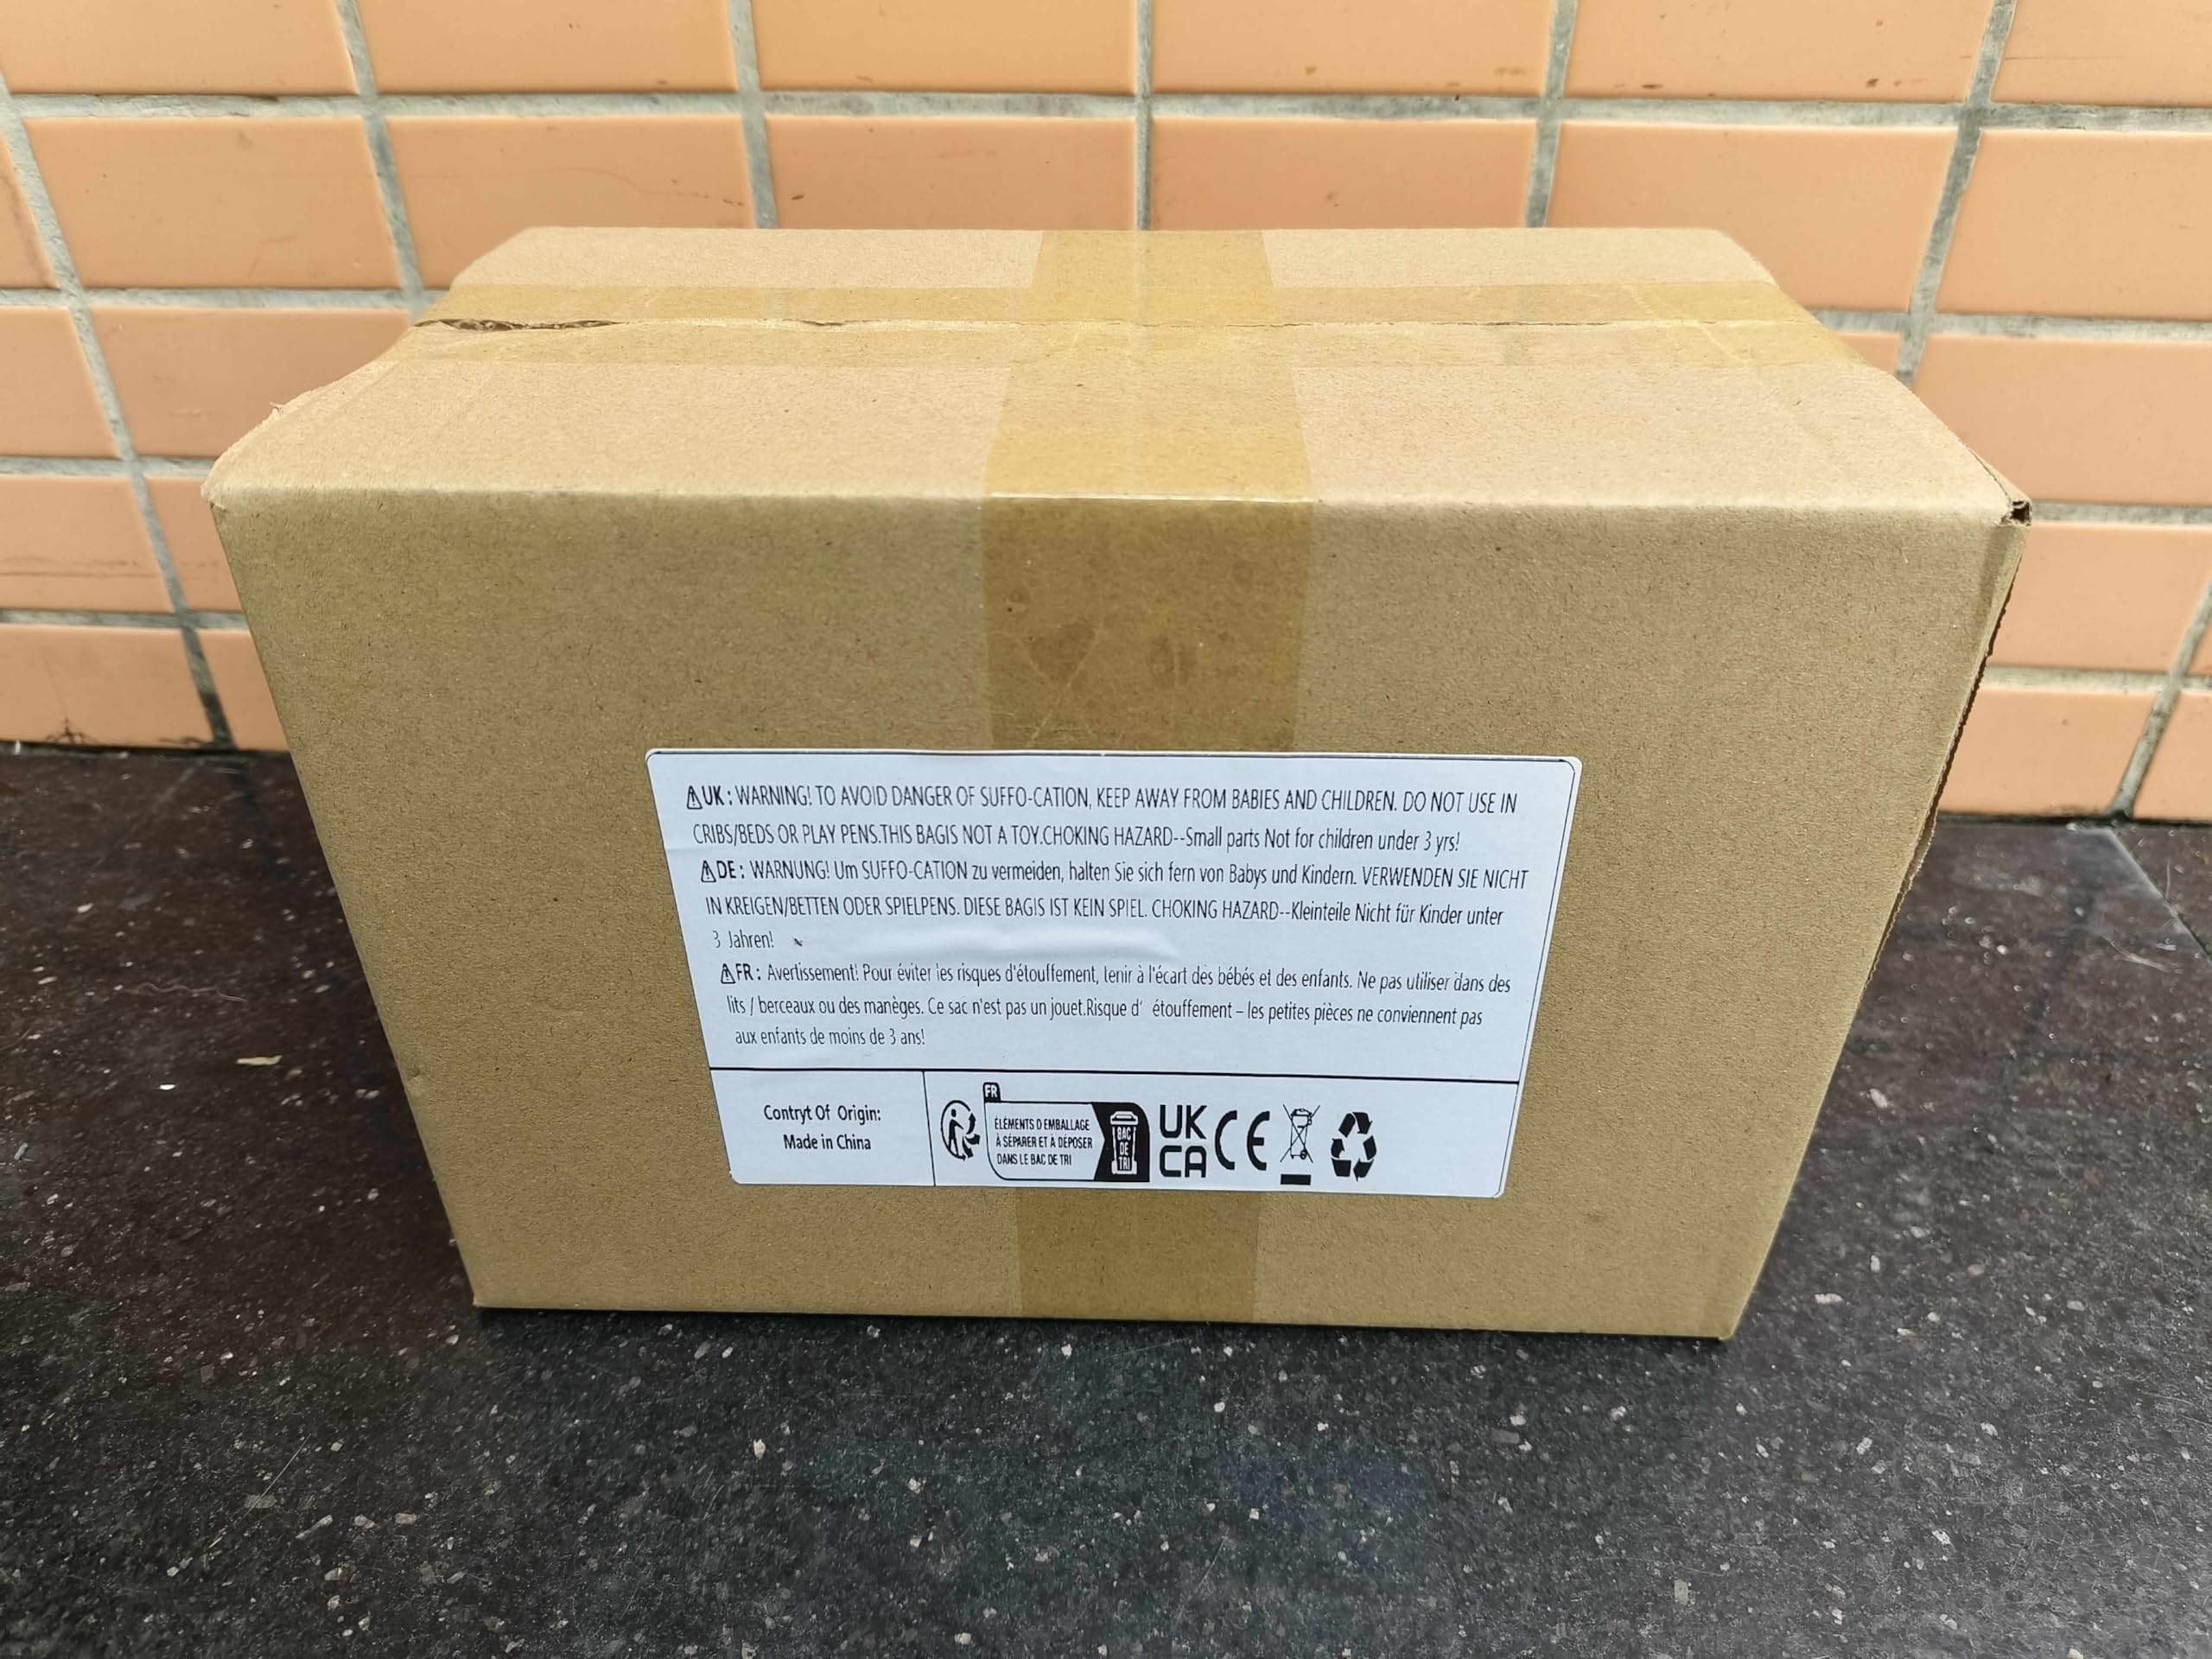 ⚠UK: WARNING! TO AVOID DANGER OF SUFFO-CATION, KEEP AWAY FROM BABIES AND CHILDREN. DO NOT USE IN
CRIBS/BEDS OR PLAY PENS.THIS BAGIS NOT A TOY.CHOKING HAZARD--Small parts Not for children under 3 yrs!
⚠DE: WARNUNG! Um SUFFO-CATION zu vermeiden, halten Sie sich fern von Babys und Kindern. VERWENDEN SIE NICHT
IN KREIGEN/BETTEN ODER SPIELPENS. DIESE BAGIS IST KEIN SPIEL. CHOKING HAZARD--Kleinteile Nicht für Kinder unter
3 Jahren!
⚠FR: Avertissement! Pour éviter les risques d'étouffement, tenir à l'écart des bébés et des enfants. Ne pas utiliser dans des
lits / berceaux ou des manèges. Ce sac n'est pas un jouet.Risque d' étouffement – les petites pièces ne conviennent pas
aux enfants de moins de 3 ans!
Contryt Of Origin:
Made in China
FR
ÉLÉMENTS D EMBALLAGE
À SÉPARER ET À DÉPOSER
DANS LE BAC DE TRI
BAC
DE
TRI
UK
CA
CE